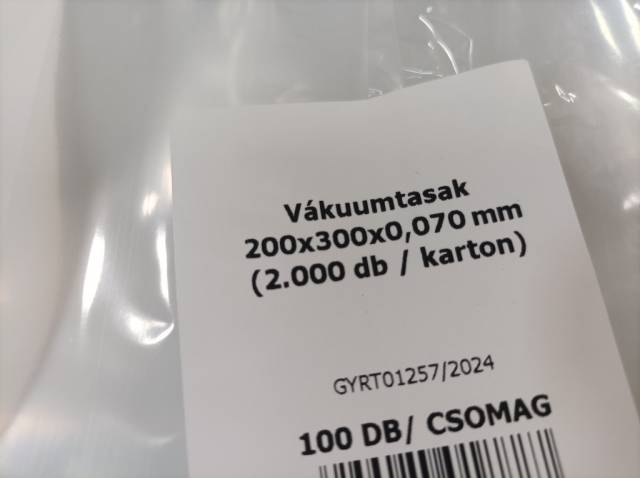 Vákuumtasak
200x300x0,070 mm
(2.000 db / karton)
GYRT01257/2024
100 DB/ CSOMAG